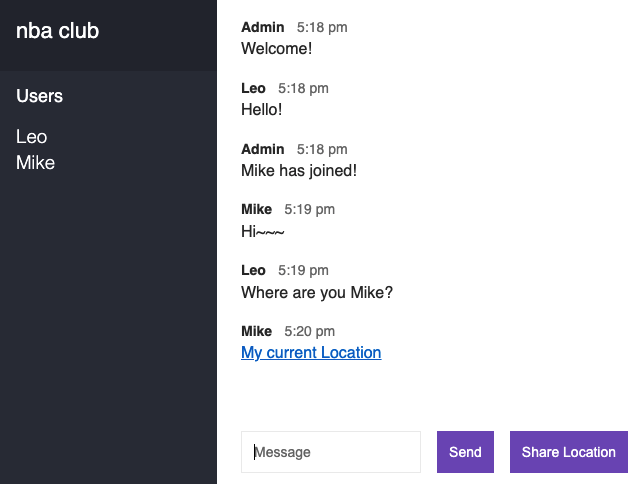 nba club
Users
Leo
Mike
Admin 5:18 pm
Welcome!
Leo 5:18 pm
Hello!
Admin 5:18 pm
Mike has joined!
Mike 5:19 pm
Hi~~~
Leo 5:19 pm
Where are you Mike?
Mike 5:20 pm
My current Location
Message Send Share Location